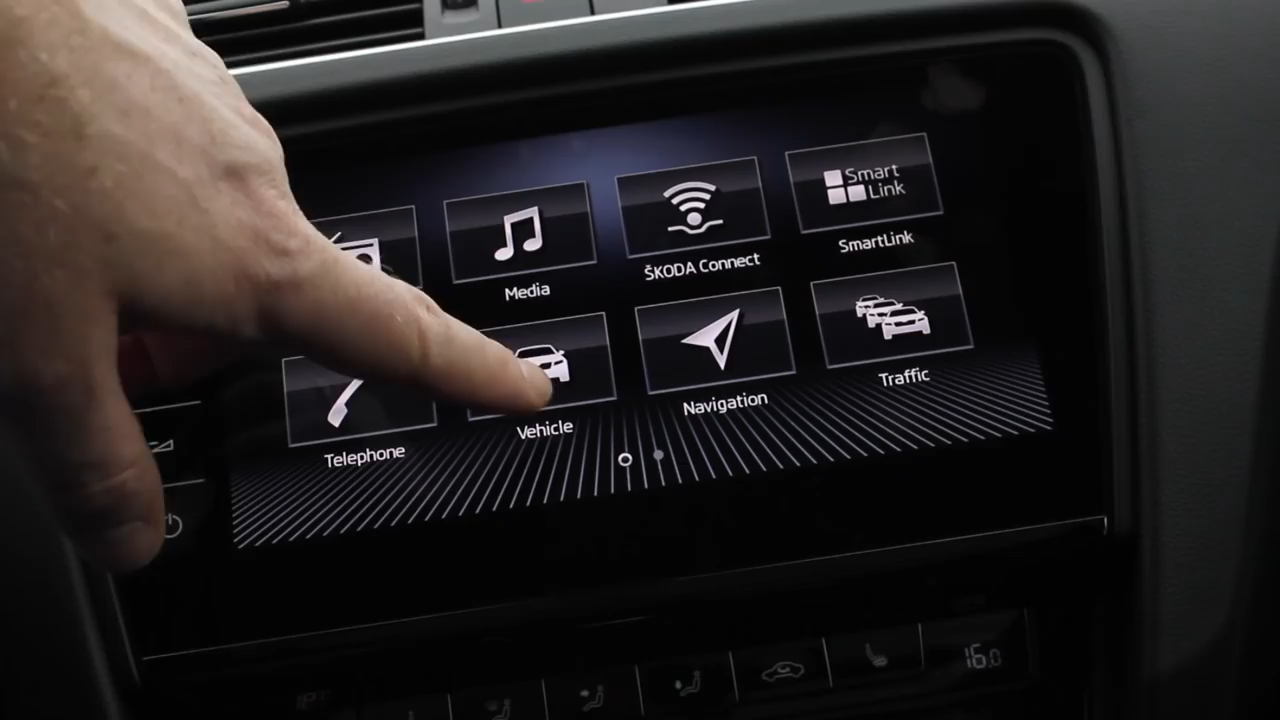 Media
ŠKODA Connect
Smart
Link
SmartLink
Telephone
Vehicle
Navigation
Traffic
16.0